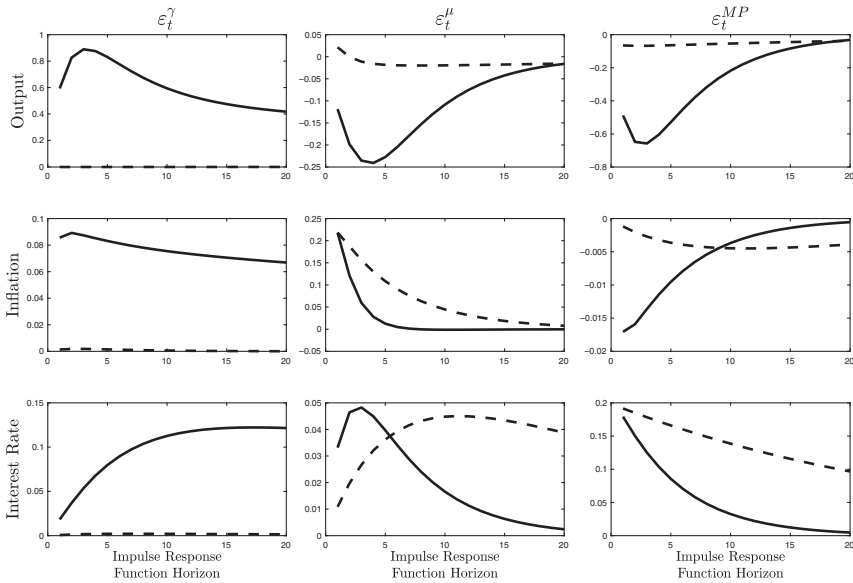 ε_t^γ ε_t^μ ε_t^{MP}
Output
1
0.8
0.6
0.4
0.2
0
0 5 10 15 20
0.05
0
−0.05
−0.1
−0.15
−0.2
−0.25
0 5 10 15 20
0
−0.2
−0.4
−0.6
−0.8
0 5 10 15 20
Inflation
0.1
0.08
0.06
0.04
0.02
0
0 5 10 15 20
0.25
0.2
0.15
0.1
0.05
0
−0.05
0 5 10 15 20
0
−0.005
−0.01
−0.015
−0.02
0 5 10 15 20
Interest Rate
0.15
0.1
0.05
0
0 5 10 15 20
0.05
0.04
0.03
0.02
0.01
0
0 5 10 15 20
0.2
0.15
0.1
0.05
0
0 5 10 15 20
Impulse Response
Function Horizon
Impulse Response
Function Horizon
Impulse Response
Function Horizon